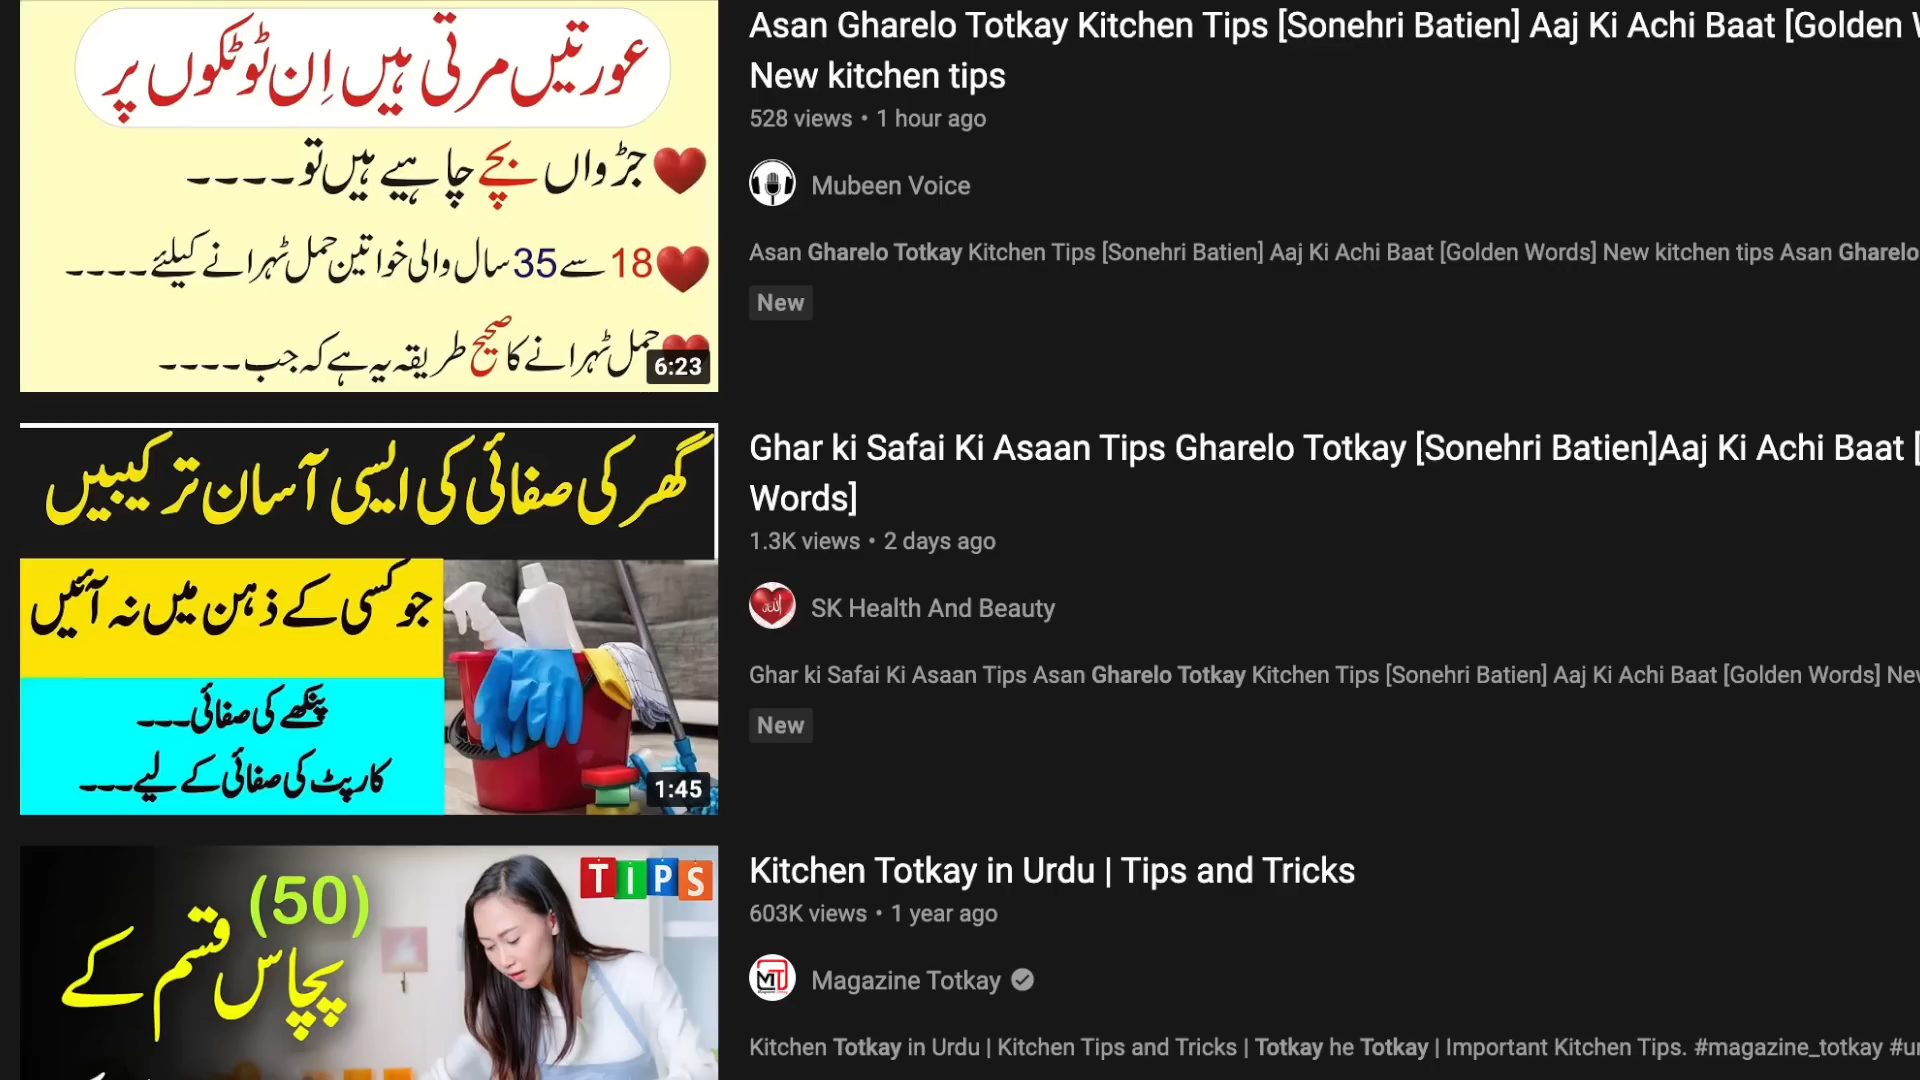 عورتیں مرتی ہیں اِن ٹوٹکوں پر
جڑواں بچے چاہیے ہیں تو۔۔۔۔
18 سے 35 سال والی خواتین حمل ٹہرانے کیلئے۔۔۔۔
حمل ٹہرانے کا صحیح طریقہ یہ ہے کہ جب۔۔۔۔
6:23
Asan Gharelo Totkay Kitchen Tips [Sonehri Batien] Aaj Ki Achi Baat [Golden
New kitchen tips
528 views • 1 hour ago
Mubeen Voice
Asan Gharelo Totkay Kitchen Tips [Sonehri Batien] Aaj Ki Achi Baat [Golden Words] New kitchen tips Asan Gharelo
New
گھر کی صفائی کی ایسی آسان ترکیبیں
جو کسی کے ذہن میں نہ آئیں
پنکھے کی صفائی۔۔۔
کارپٹ کی صفائی کے لیے۔۔۔
1:45
Ghar ki Safai Ki Asaan Tips Gharelo Totkay [Sonehri Batien]Aaj Ki Achi Baat [
Words]
1.3K views • 2 days ago
SK Health And Beauty
Ghar ki Safai Ki Asaan Tips Asan Gharelo Totkay Kitchen Tips [Sonehri Batien] Aaj Ki Achi Baat [Golden Words] New
New
TIPS
(50)
پچاس قسم کے
Kitchen Totkay in Urdu | Tips and Tricks
603K views • 1 year ago
MT
Magazine Totkay
Kitchen Totkay in Urdu | Kitchen Tips and Tricks | Totkay he Totkay | Important Kitchen Tips. #magazine_totkay